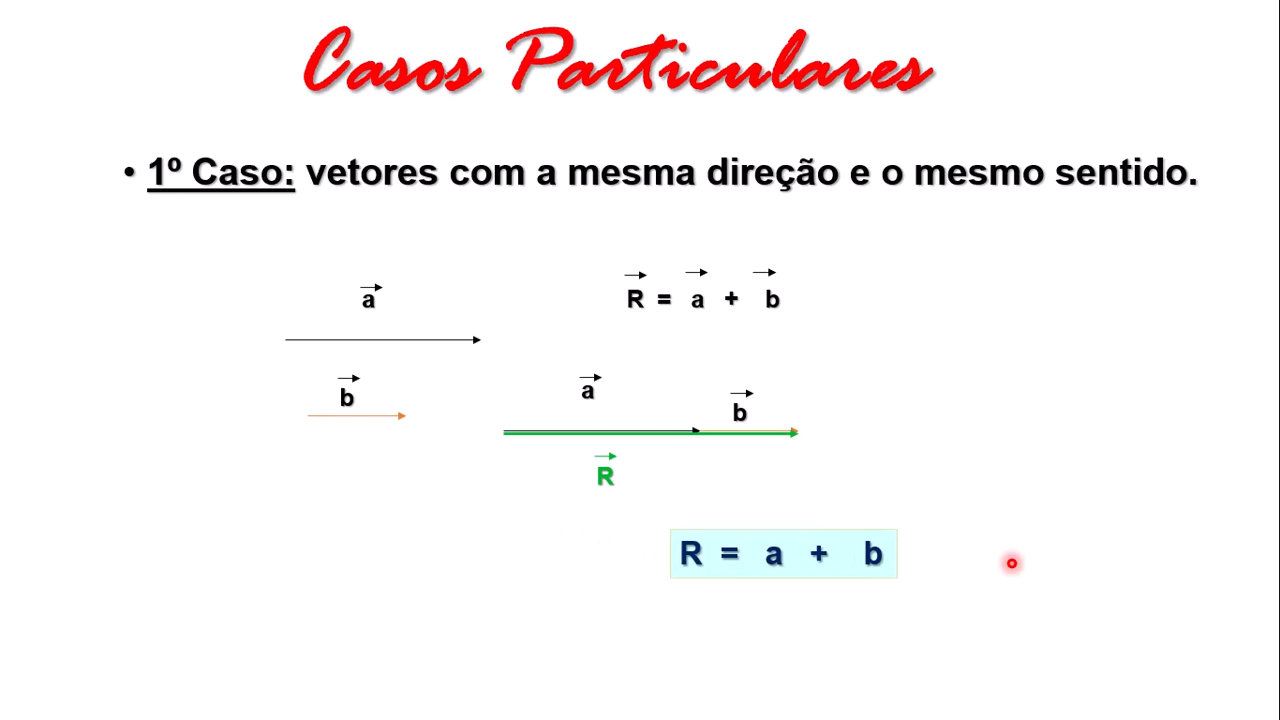 Casos Particulares
• 1º Caso: vetores com a mesma direção e o mesmo sentido.
a
R = a + b
b
a
b
R
R = a + b